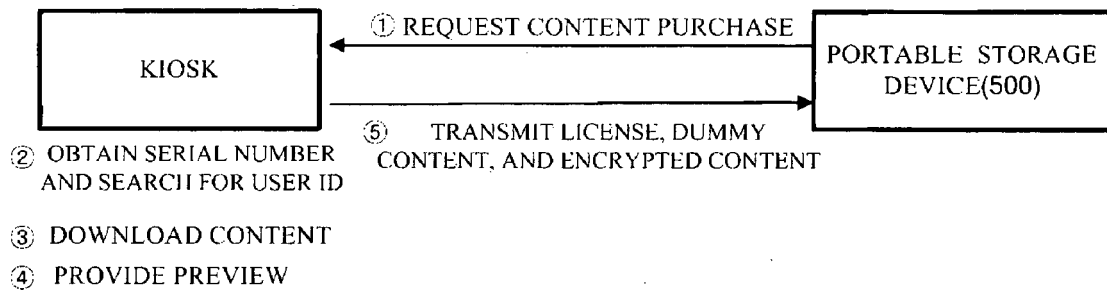 ① REQUEST CONTENT PURCHASE
KIOSK
PORTABLE STORAGE
DEVICE(500)
⑤ TRANSMIT LICENSE, DUMMY
CONTENT, AND ENCRYPTED CONTENT
② OBTAIN SERIAL NUMBER
AND SEARCH FOR USER ID
③ DOWNLOAD CONTENT
④ PROVIDE PREVIEW